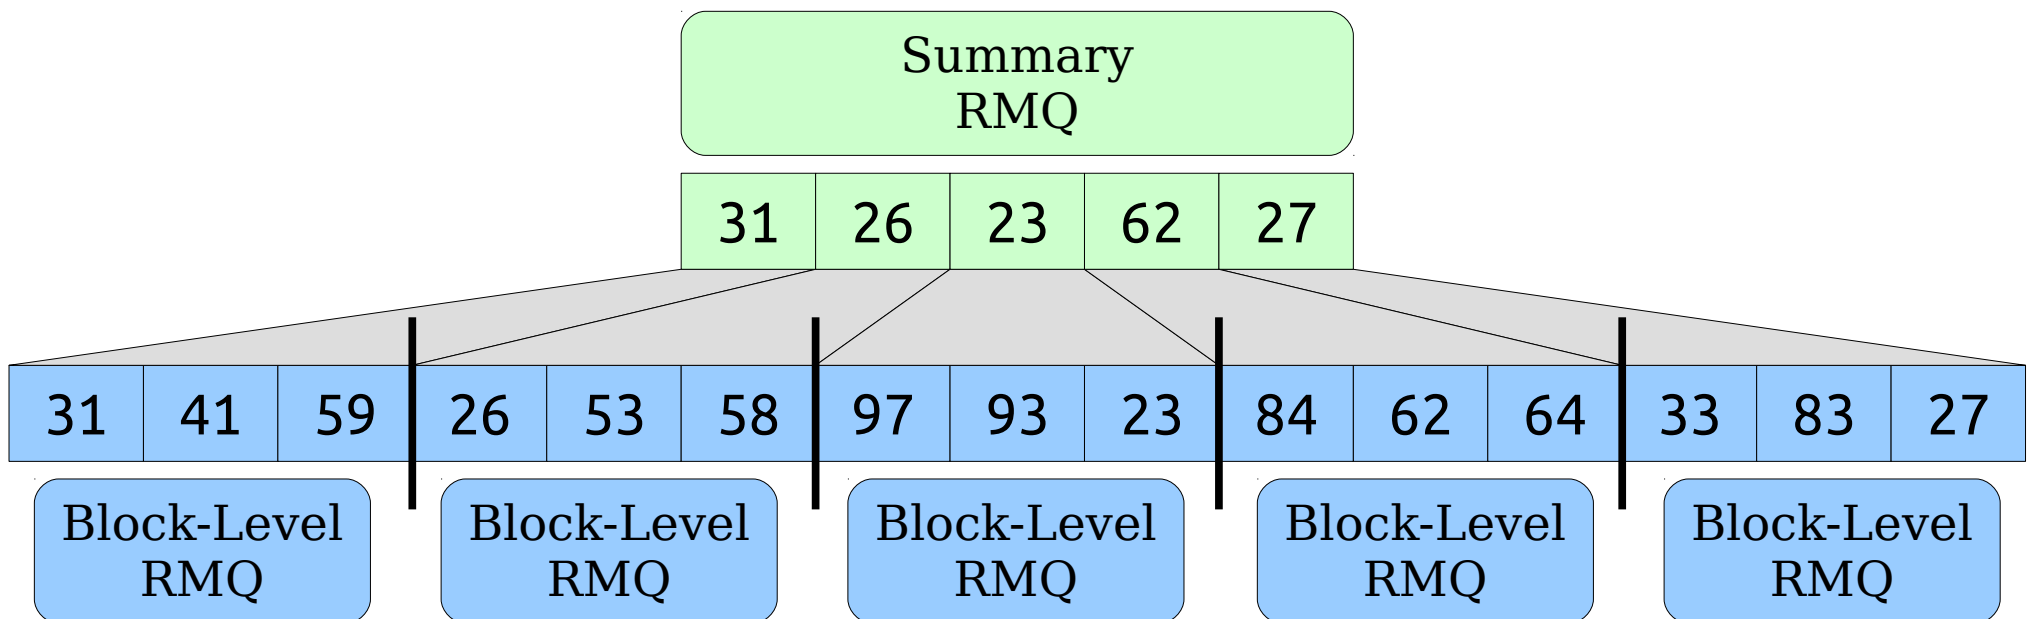 Summary
RMQ
31 26 23 62 27
31 41 59 26 53 58 97 93 23 84 62 64 33 83 27
Block-Level Block-Level Block-Level Block-Level Block-Level
RMQ RMQ RMQ RMQ RMQ